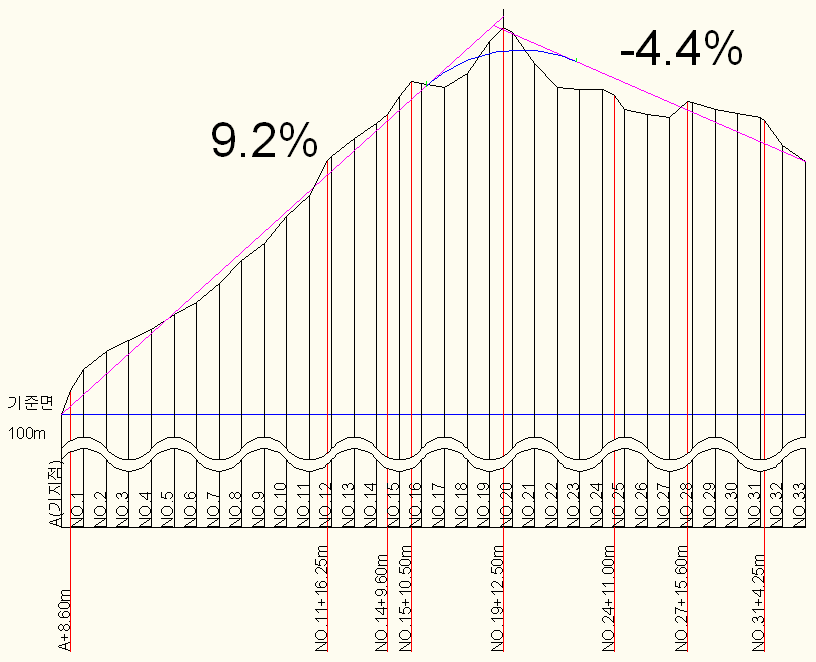 -4.4%
9.2%
기준면
100m
A(기지점)
NO.1
NO.2
NO.3
NO.4
NO.5
NO.6
NO.7
NO.8
NO.9
NO.10
NO.11
NO.12
NO.13
NO.14
NO.15
NO.16
NO.17
NO.18
NO.19
NO.20
NO.21
NO.22
NO.23
NO.24
NO.25
NO.26
NO.27
NO.28
NO.29
NO.30
NO.31
NO.32
NO.33
A+8.60m
NO.11+16.25m
NO.14+9.60m
NO.15+10.50m
NO.19+12.50m
NO.24+11.00m
NO.27+15.60m
NO.31+4.25m